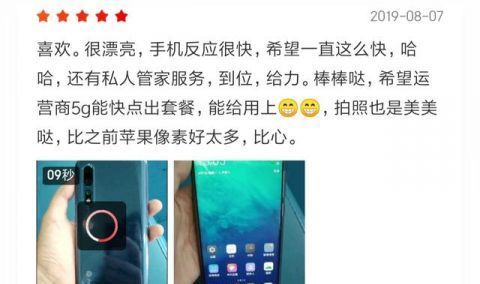 2019-08-07
喜欢。很漂亮，手机反应很快，希望一直这么快，哈
哈，还有私人管家服务，到位，给力。棒棒哒，希望运
营商5g能快点出套餐，能给用上😁😁，拍照也是美美
哒，比之前苹果像素好太多，比心。
09秒